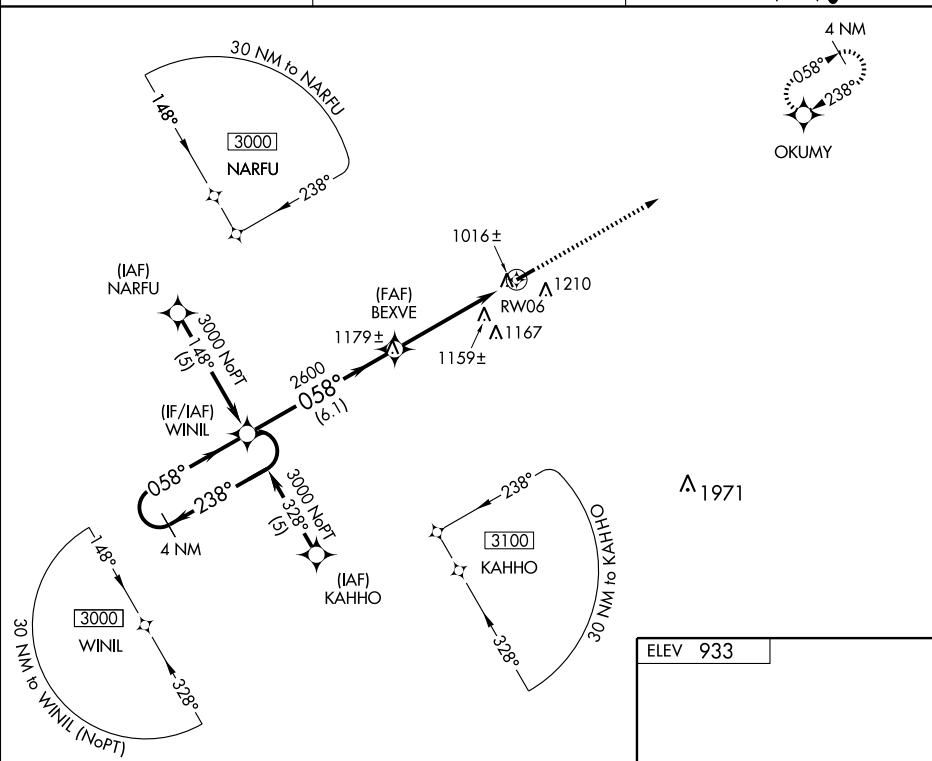 4 NM
058°
238°
OKUMY
30 NM to NARFU
148°
3000
NARFU
238°
1016±
1210
RW06
1167
1159±
(FAF)
BEXVE
1179±
(IAF)
NARFU
3000 NoPT
148°
(5)
2600
058°
(6.1)
(IF/IAF)
WINIL
058°
238°
4 NM
3000 NoPT
328°
(5)
(IAF)
KAHHO
238°
3100
KAHHO
328°
30 NM to KAHHO
1971
148°
3000
WINIL
328°
30 NM to WINIL (NoPT)
ELEV 933